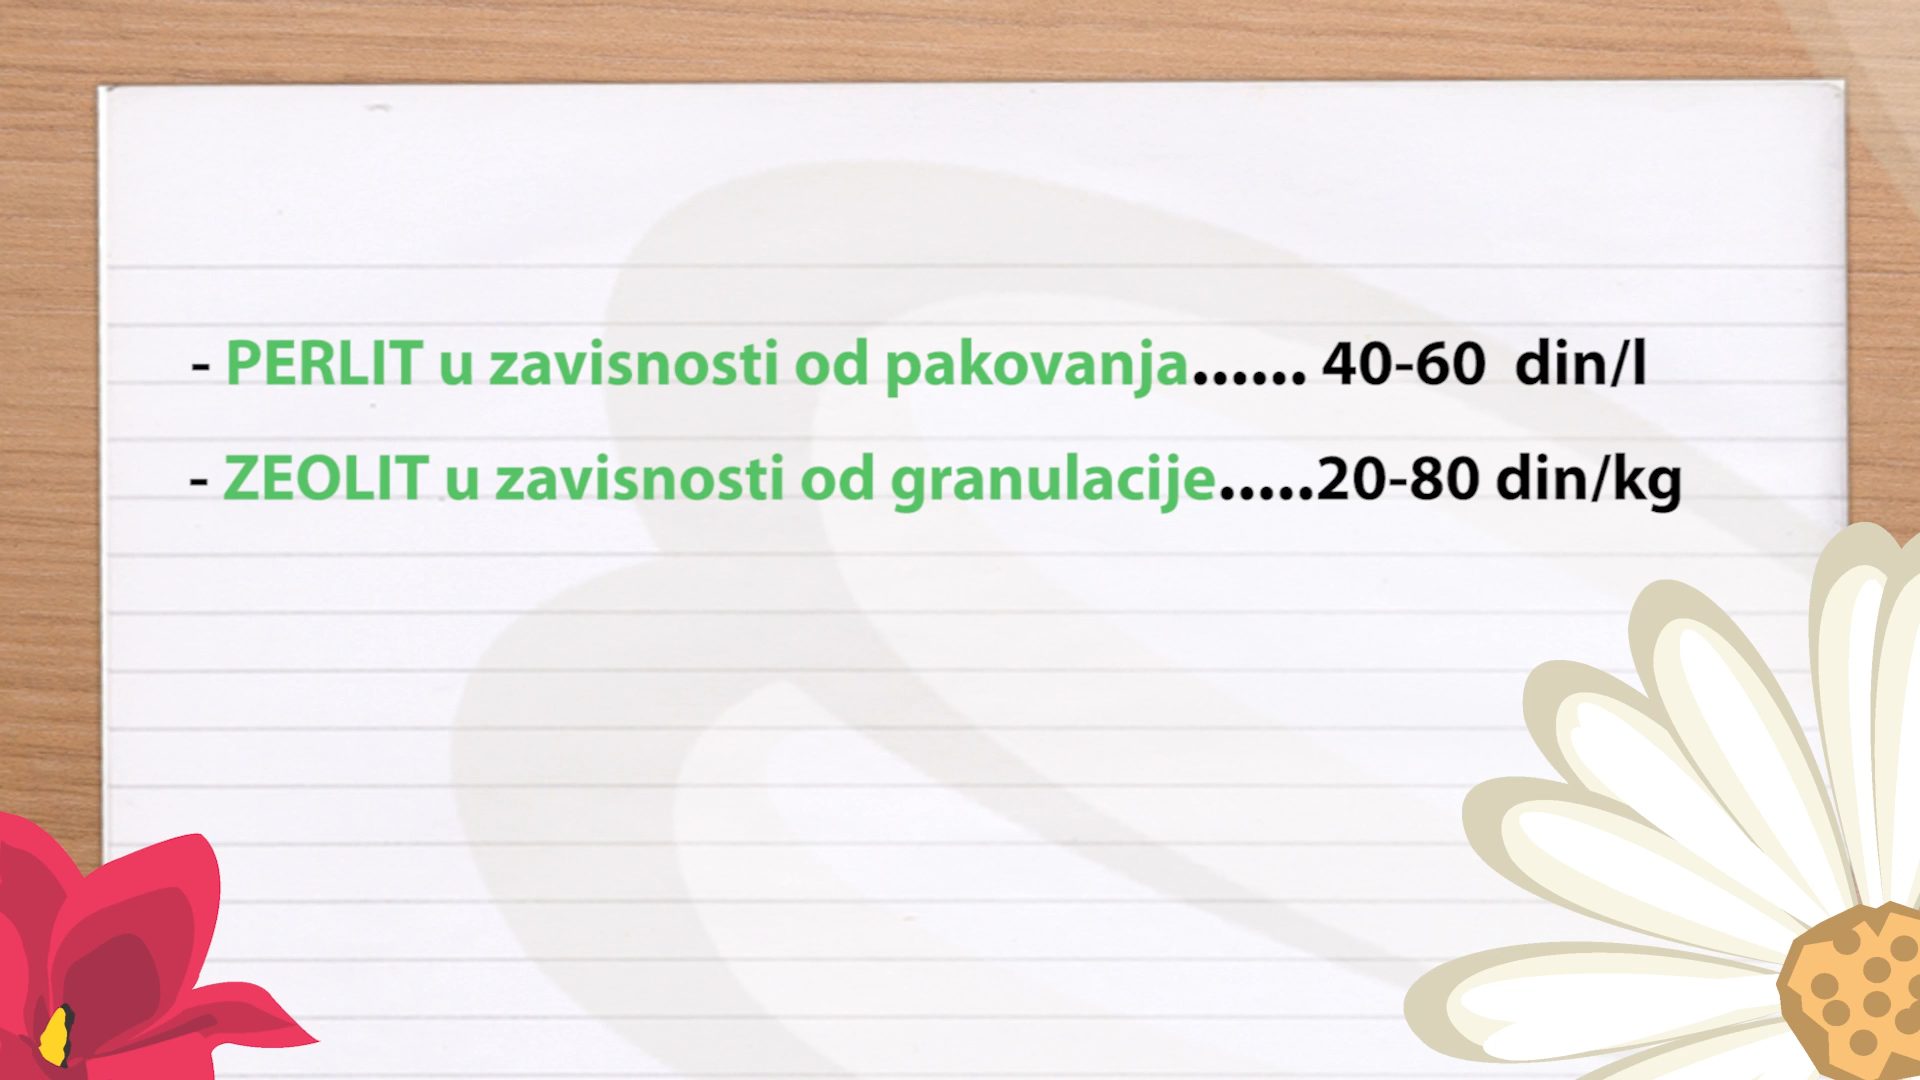 - PERLIT u zavisnosti od pakovanja...... 40-60 din/l
- ZEOLIT u zavisnosti od granulacije.....20-80 din/kg